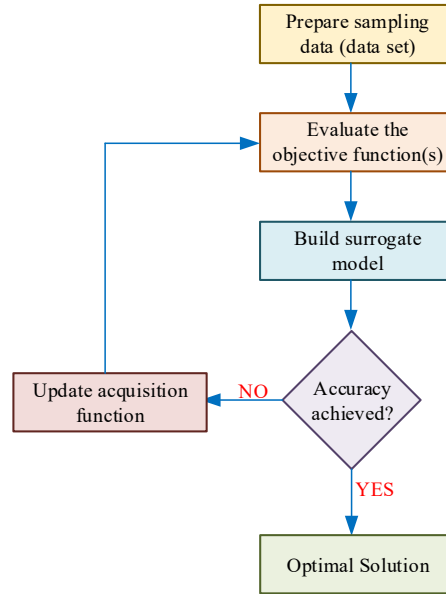 Prepare sampling
data (data set)
Evaluate the
objective function(s)
Build surrogate
model
Accuracy
achieved?
NO
Update acquisition
function
YES
Optimal Solution